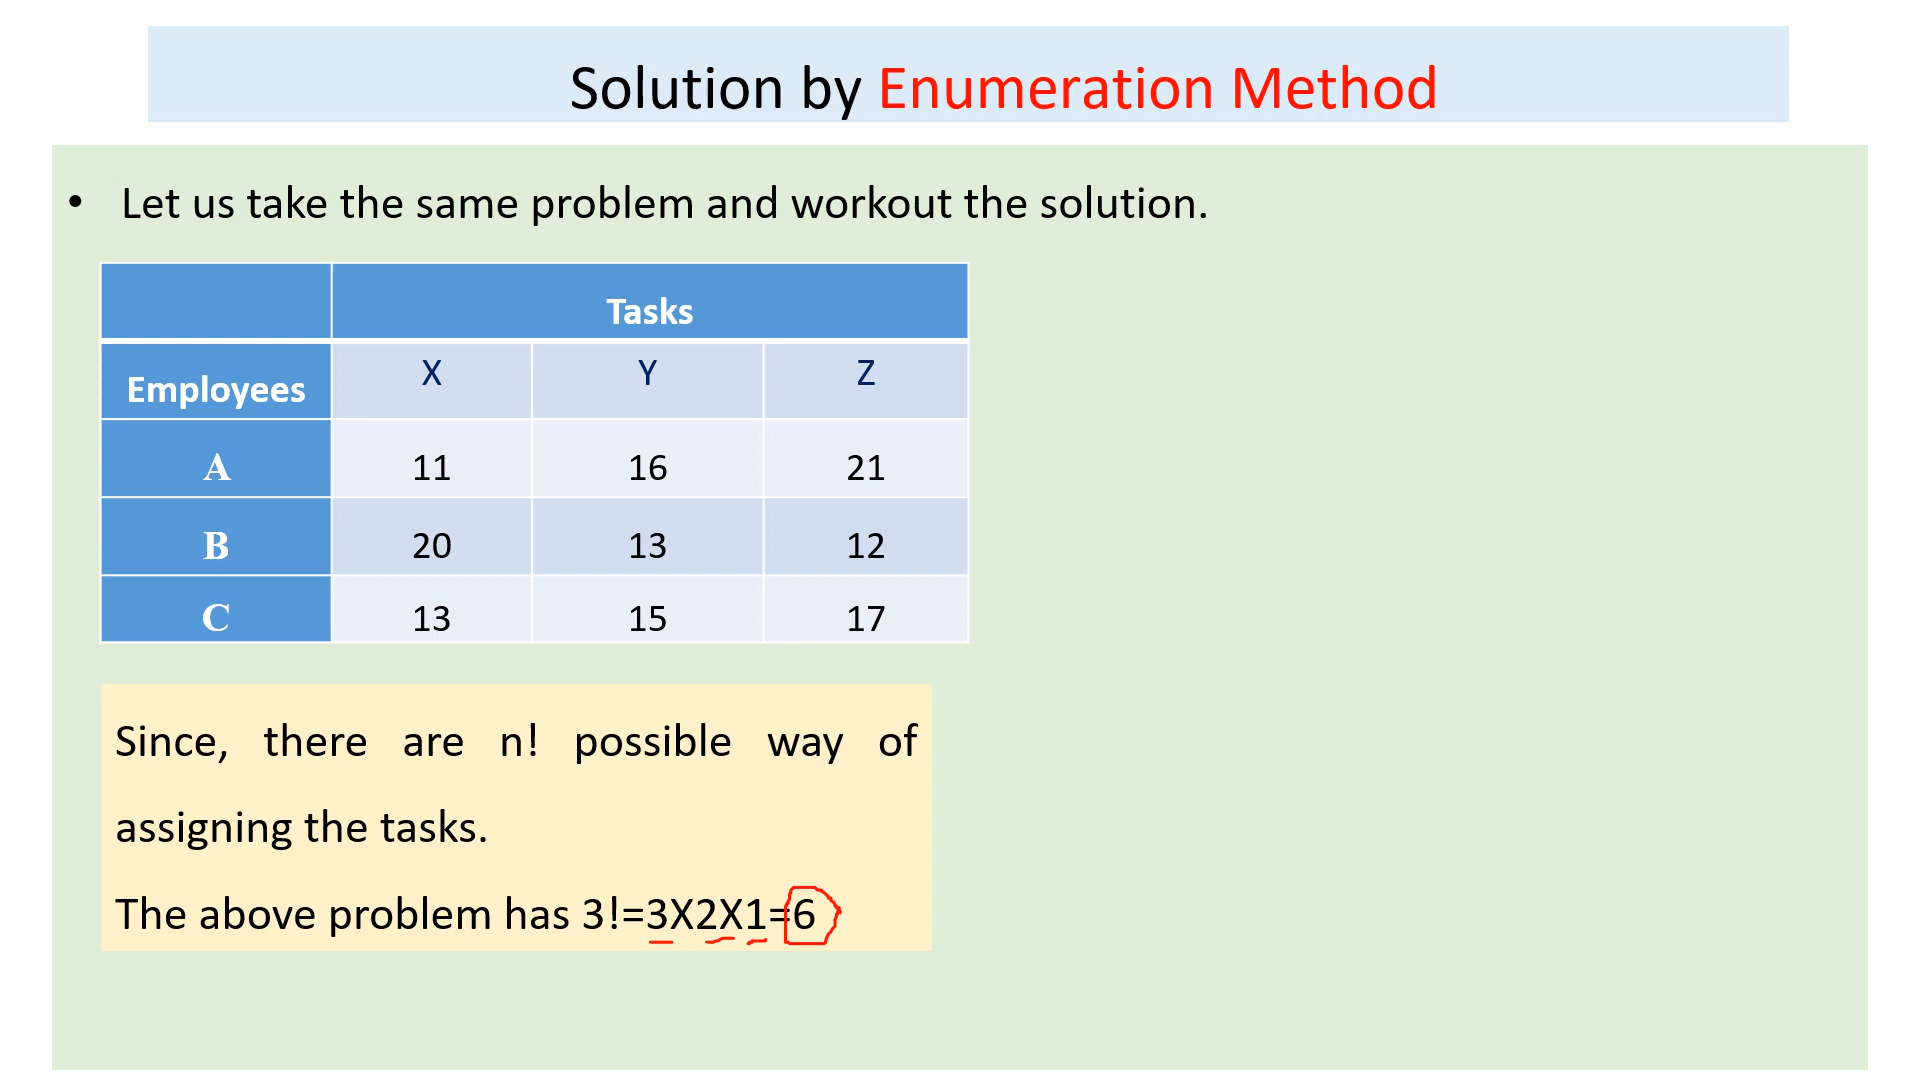 Solution by Enumeration Method
• Let us take the same problem and workout the solution.
Tasks
Employees X Y Z
A 11 16 21
B 20 13 12
C 13 15 17
Since, there are n! possible way of
assigning the tasks.
The above problem has 3!=3X2X1=6